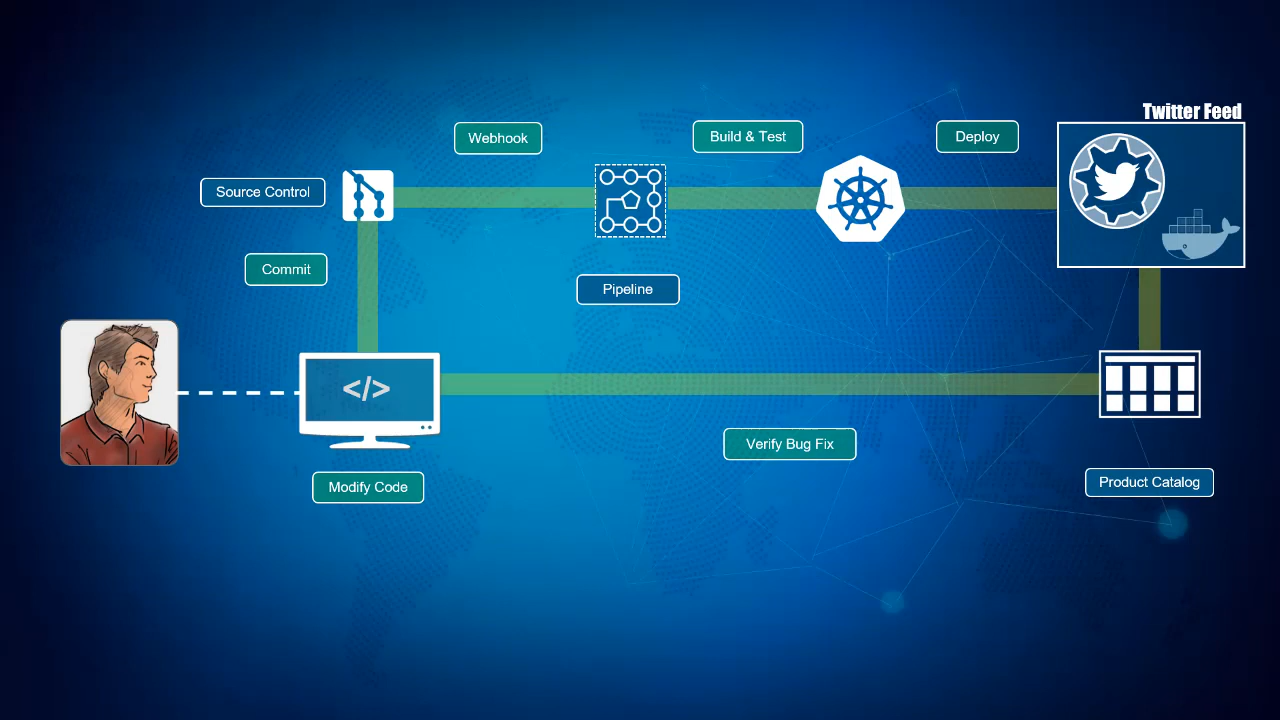 Twitter Feed
Webhook
Build & Test
Deploy
Source Control
Commit
Pipeline
</>
Verify Bug Fix
Modify Code
Product Catalog